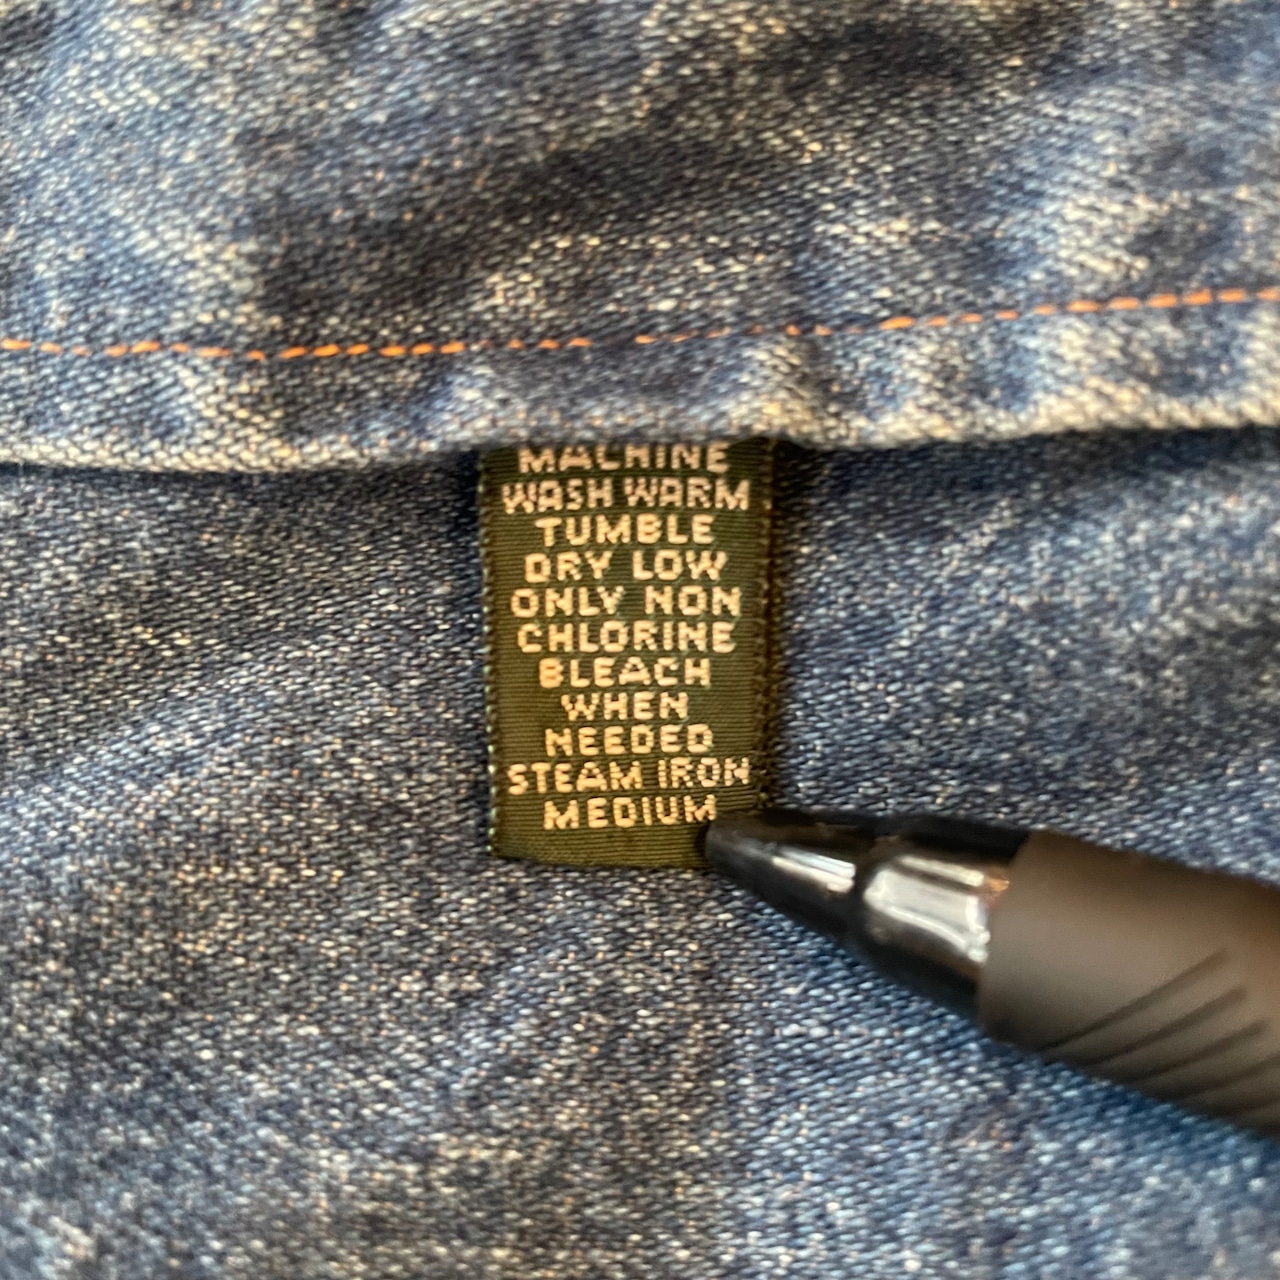 MACHINE
WASH WARM
TUMBLE
DRY LOW
ONLY NON
CHLORINE
BLEACH
WHEN
NEEDED
STEAM IRON
MEDIUM